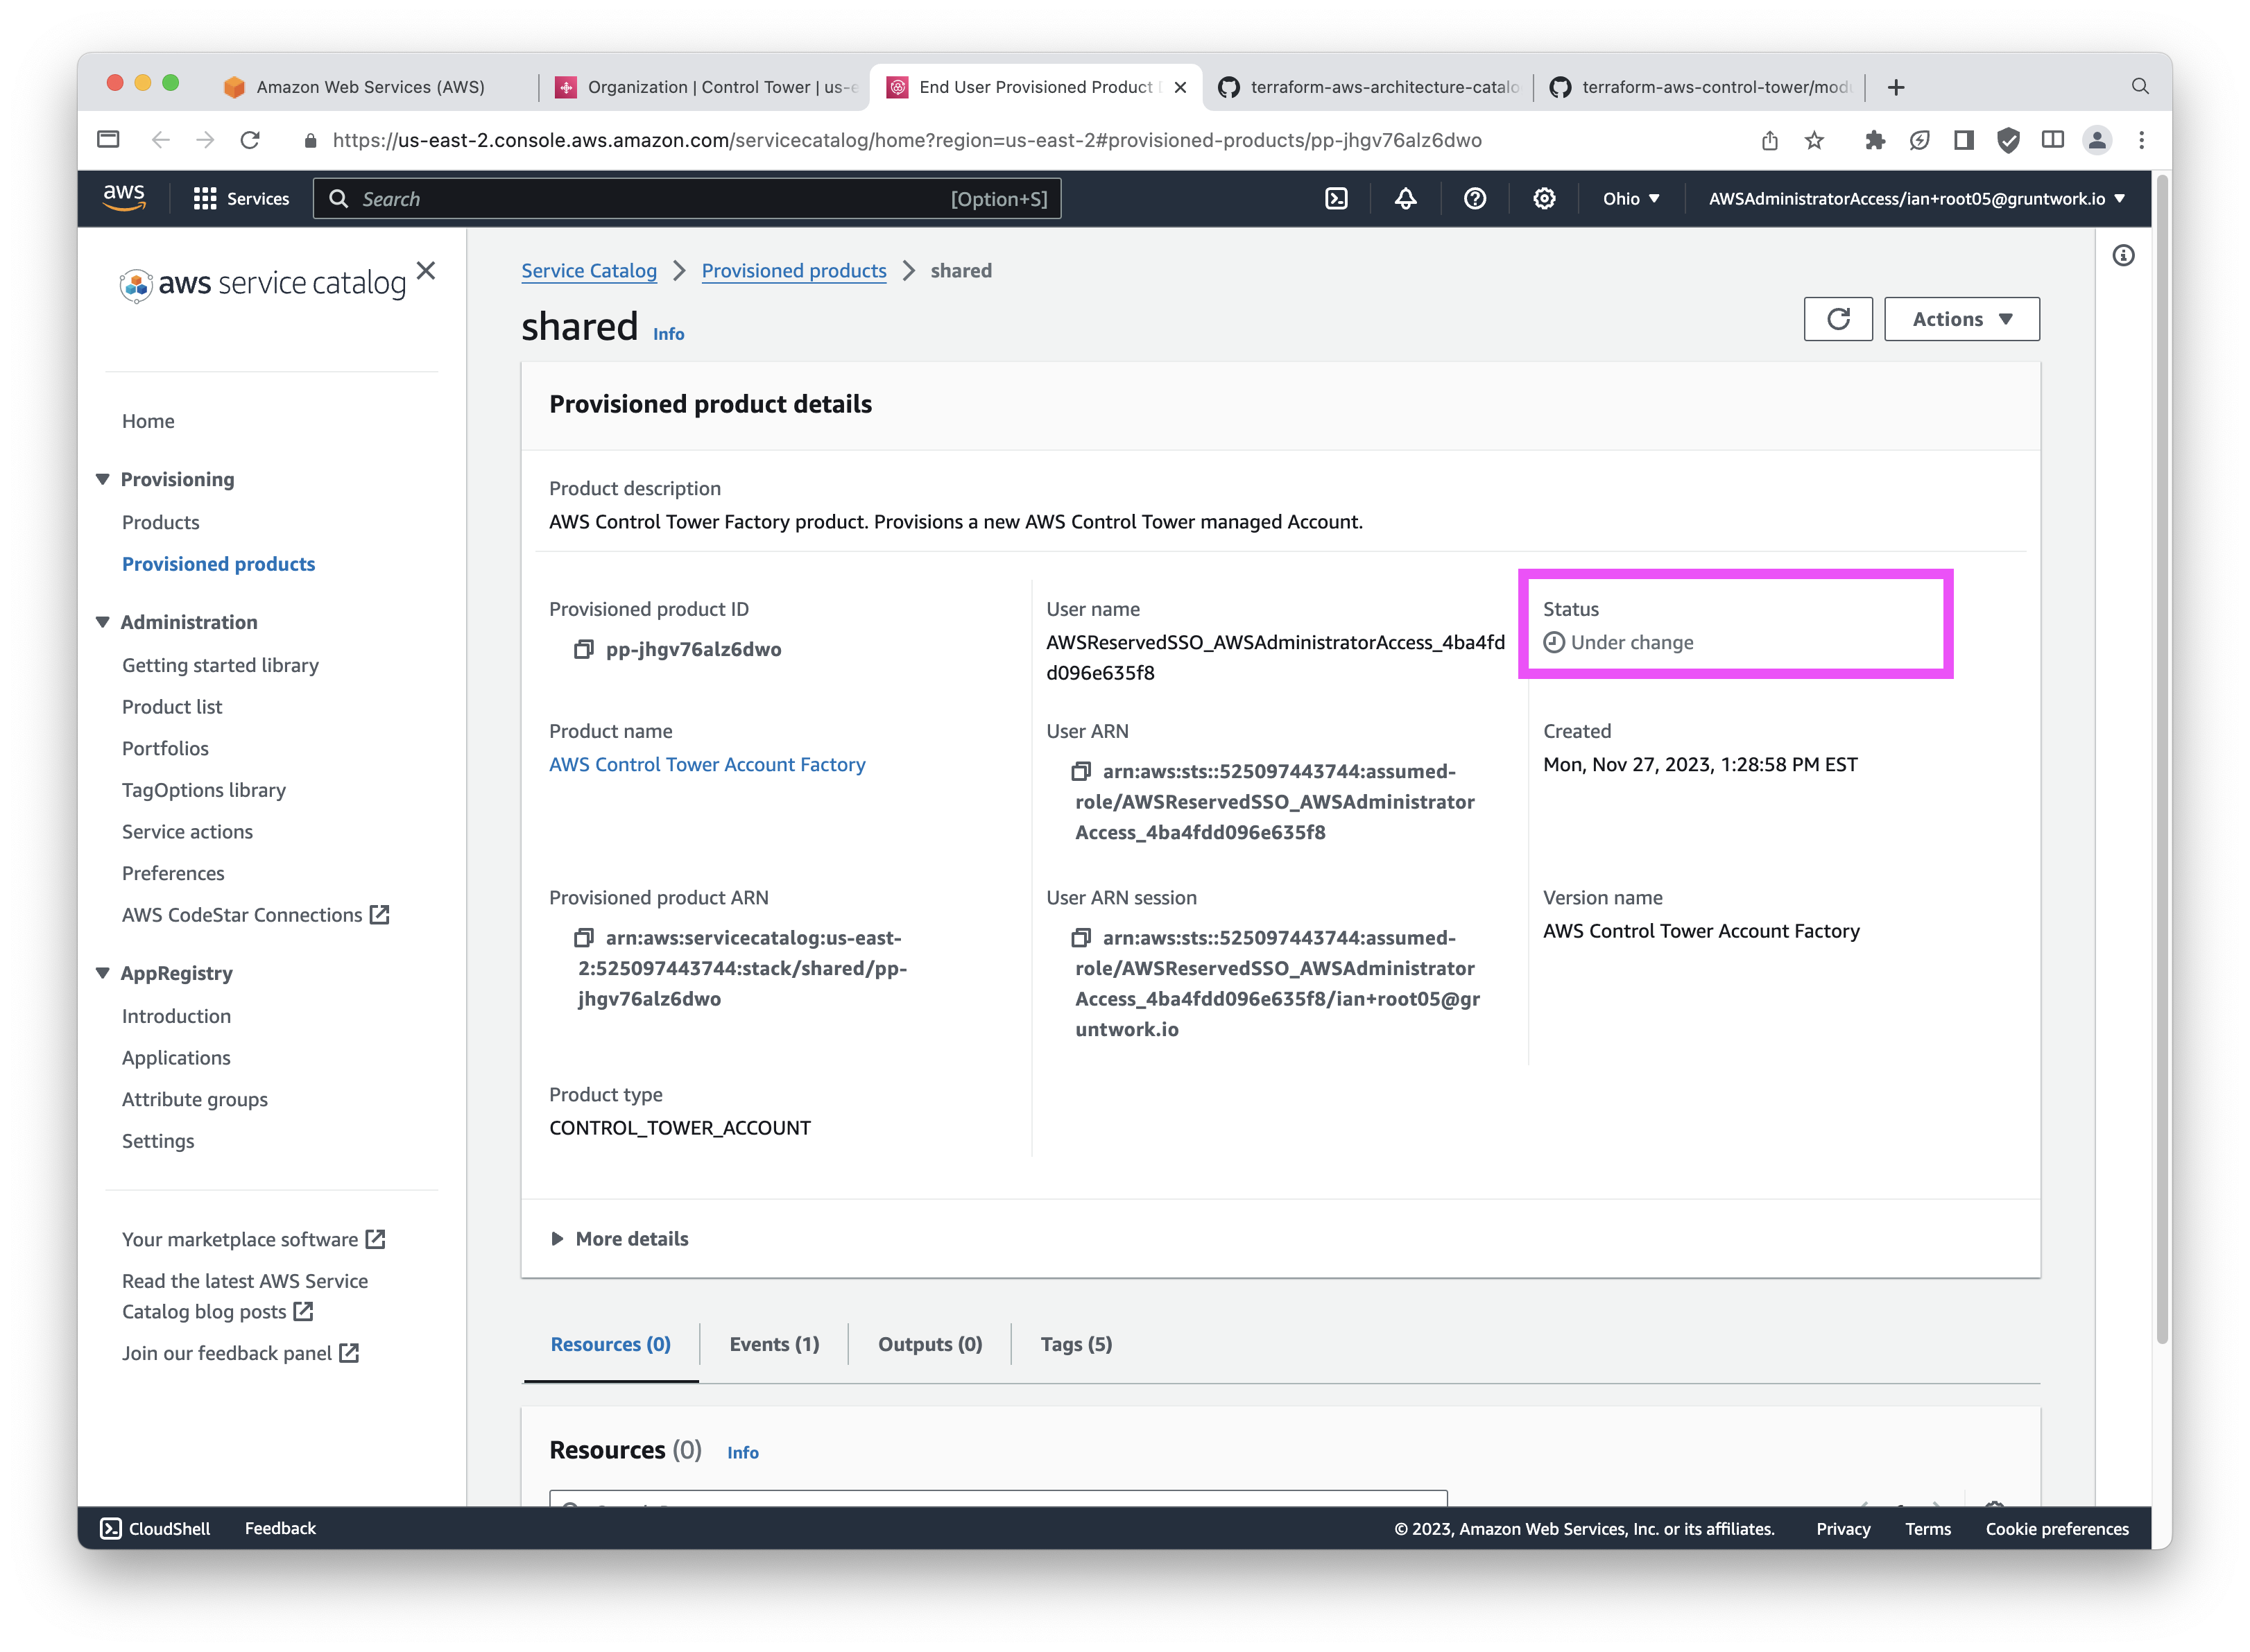 Amazon Web Services (AWS)
Organization | Control Tower | us-e
End User Provisioned Product
terraform-aws-architecture-catalo
terraform-aws-control-tower/modu
https://us-east-2.console.aws.amazon.com/servicecatalog/home?region=us-east-2#provisioned-products/pp-jhgv76alz6dwo
aws
Services
Search
[Option+S]
Ohio
AWSAdministratorAccess/ian+root05@gruntwork.io
aws service catalog
Home
Provisioning
Products
Provisioned products
Administration
Getting started library
Product list
Portfolios
TagOptions library
Service actions
Preferences
AWS CodeStar Connections
AppRegistry
Introduction
Applications
Attribute groups
Settings
Your marketplace software
Read the latest AWS Service
Catalog blog posts
Join our feedback panel
Service Catalog
Provisioned products
shared
shared Info
Actions
Provisioned product details
Product description
AWS Control Tower Factory product. Provisions a new AWS Control Tower managed Account.
Provisioned product ID
pp-jhgv76alz6dwo
User name
AWSReservedSSO_AWSAdministratorAccess_4ba4fd
d096e635f8
Status
Under change
Product name
AWS Control Tower Account Factory
User ARN
arn:aws:sts::525097443744:assumed-
role/AWSReservedSSO_AWSAdministrator
Access_4ba4fdd096e635f8
Created
Mon, Nov 27, 2023, 1:28:58 PM EST
Provisioned product ARN
arn:aws:servicecatalog:us-east-
2:525097443744:stack/shared/pp-
jhgv76alz6dwo
User ARN session
arn:aws:sts::525097443744:assumed-
role/AWSReservedSSO_AWSAdministrator
Access_4ba4fdd096e635f8/ian+root05@gr
untwork.io
Version name
AWS Control Tower Account Factory
Product type
CONTROL_TOWER_ACCOUNT
More details
Resources (0)
Events (1)
Outputs (0)
Tags (5)
Resources (0) Info
CloudShell
Feedback
© 2023, Amazon Web Services, Inc. or its affiliates.
Privacy
Terms
Cookie preferences